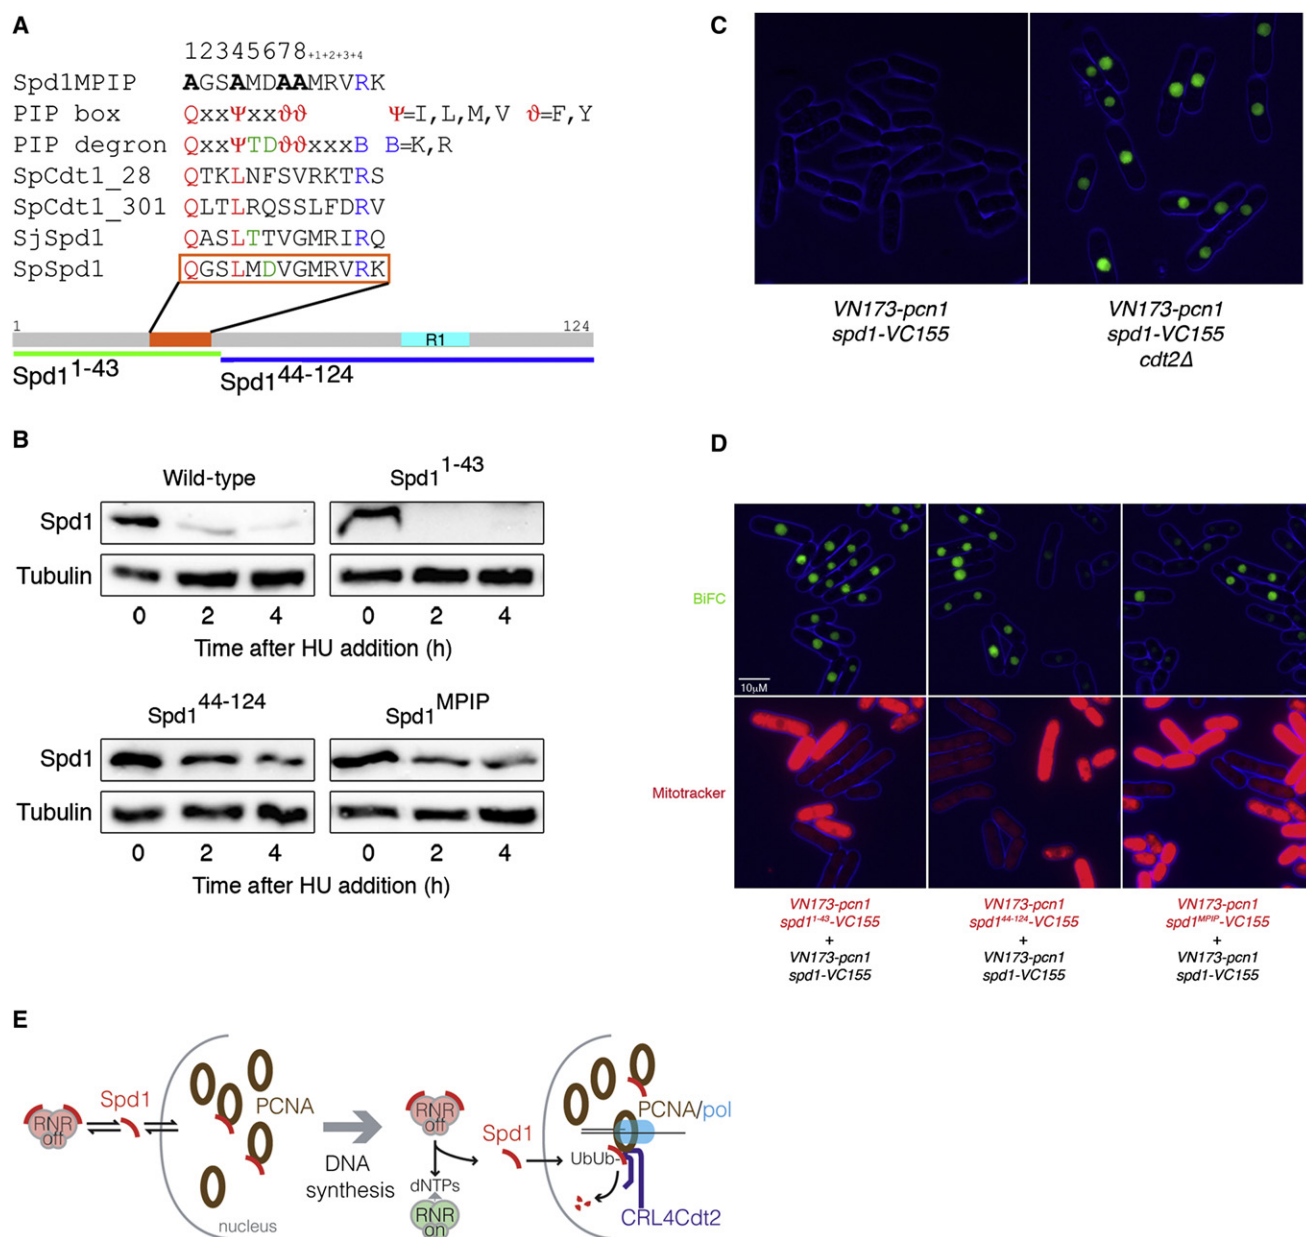 A
12345678+1+2+3+4
Spd1MPIP AGSAMDAAMRVRK
PIP box QxxΨxxϑϑ Ψ=I,L,M,V ϑ=F,Y
PIP degron QxxΨTDϑϑxxxB B=K,R
SpCdt1_28 QTKLNFSVRKTRS
SpCdt1_301 QLTLRQSSLFDRV
SjSpd1 QASLTTVGMRIRQ
SpSpd1 QGSLMDVGMRVRK
1 124
R1
Spd1 1-43
Spd1 44-124
B
Wild-type Spd1 1-43
Spd1
Tubulin
0 2 4 0 2 4
Time after HU addition (h)
Spd1 44-124 Spd1 MPIP
Spd1
Tubulin
0 2 4 0 2 4
Time after HU addition (h)
C
VN173-pcn1
spd1-VC155
VN173-pcn1
spd1-VC155
cdt2Δ
D
BiFC
10μM
Mitotracker
VN173-pcn1
spd1 1-43-VC155
+
VN173-pcn1
spd1-VC155
VN173-pcn1
spd1 44-124-VC155
+
VN173-pcn1
spd1-VC155
VN173-pcn1
spd1 MPIP-VC155
+
VN173-pcn1
spd1-VC155
E
RNR
off
Spd1
PCNA
nucleus
DNA
synthesis
RNR
off
dNTPs
RNR
on
Spd1
PCNA/pol
UbUb
CRL4Cdt2